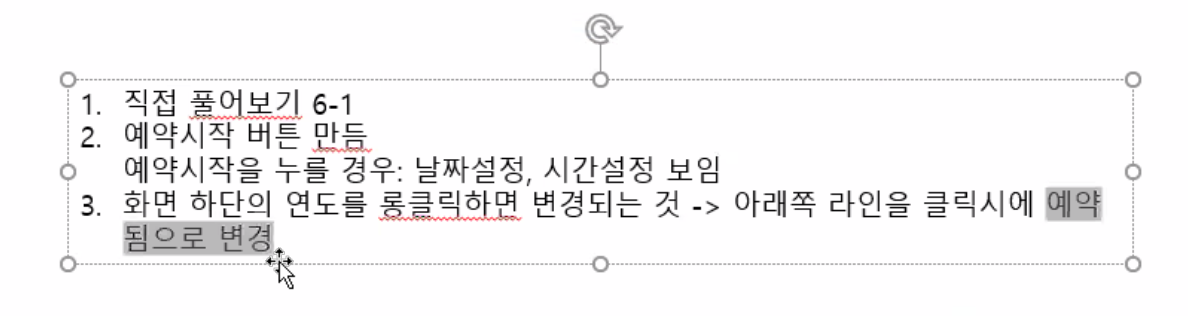 1. 직접 풀어보기 6-1
2. 예약시작 버튼 만듬
예약시작을 누를 경우: 날짜설정, 시간설정 보임
3. 화면 하단의 연도를 롱클릭하면 변경되는 것 -> 아래쪽 라인을 클릭시에 예약
됨으로 변경